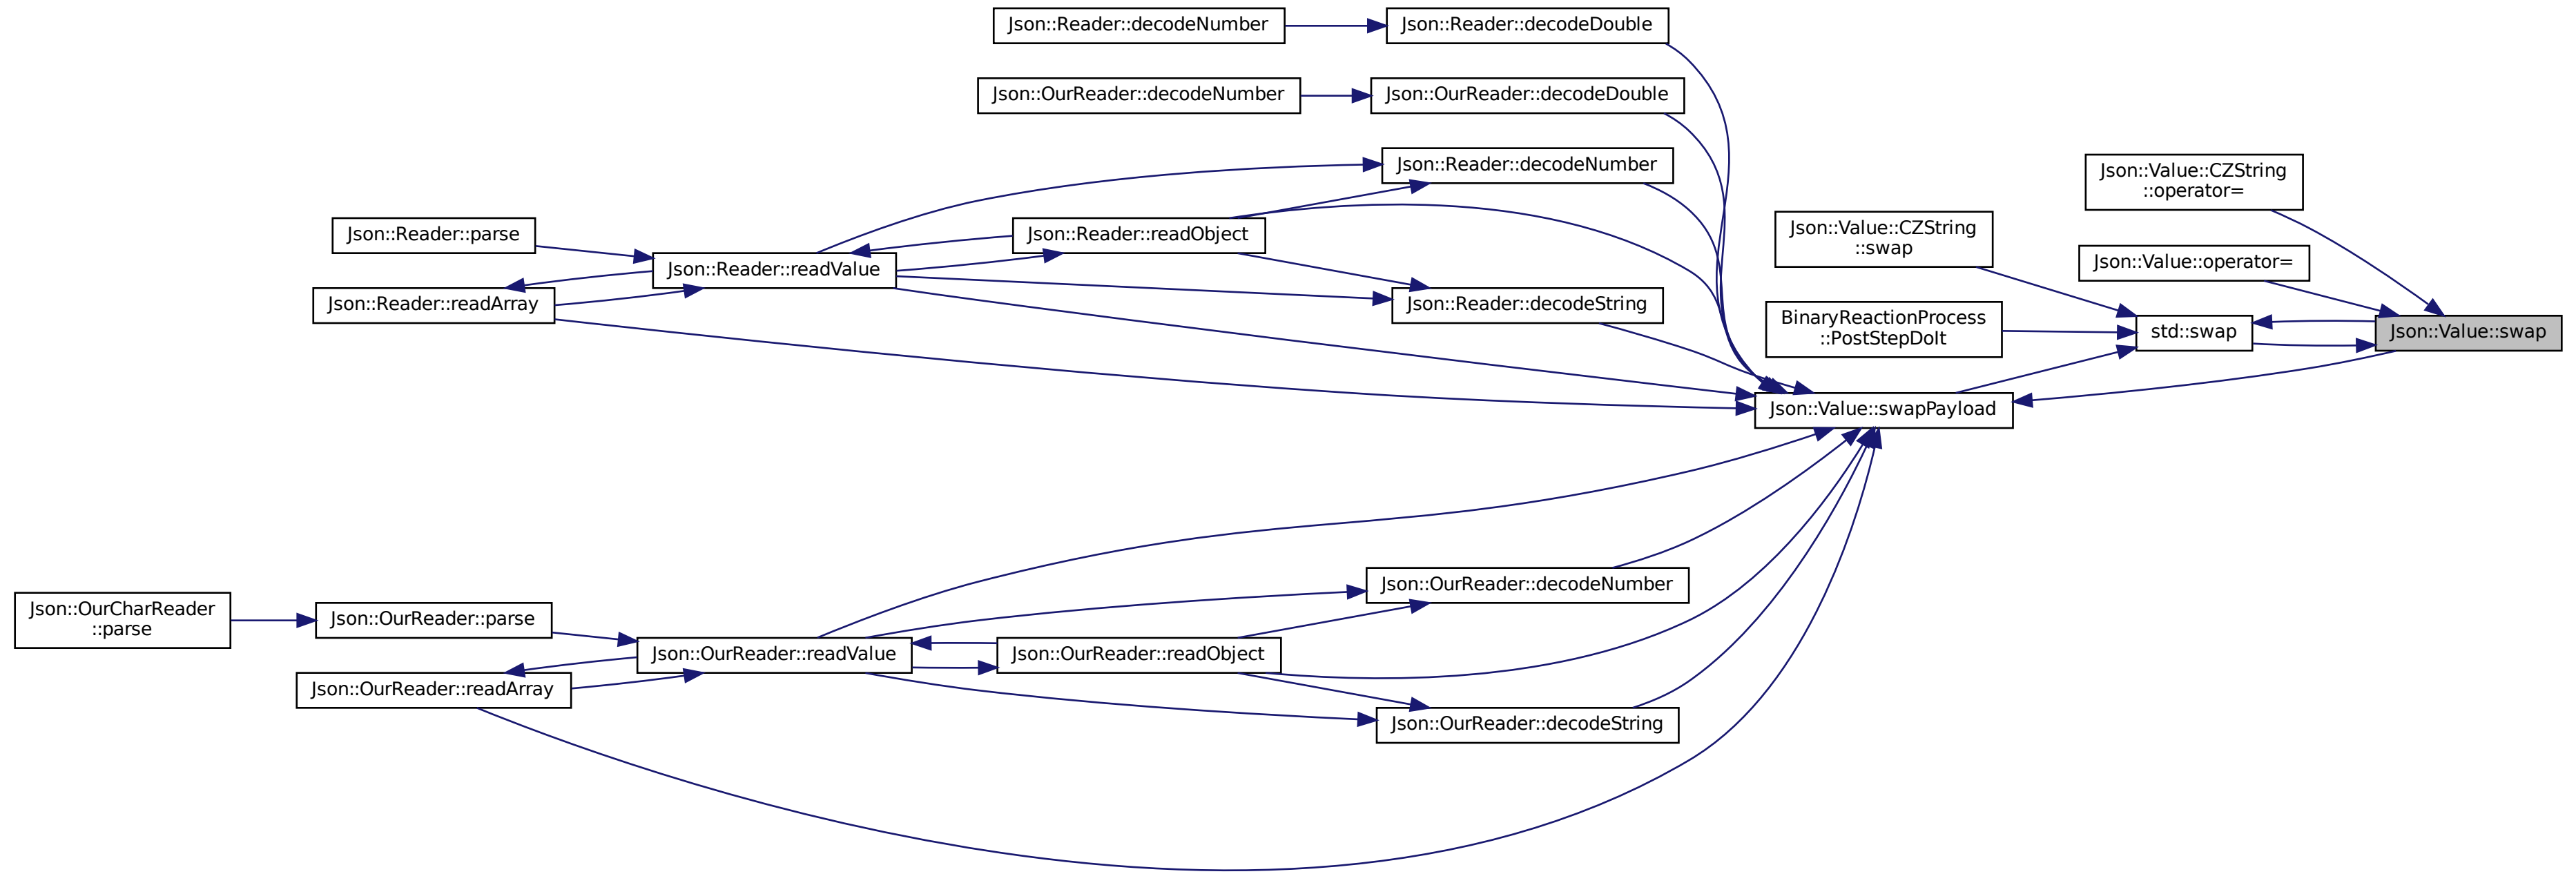 Json::Reader::decodeNumber
Json::Reader::decodeDouble
Json::OurReader::decodeNumber
Json::OurReader::decodeDouble
Json::Reader::decodeNumber
Json::Value::CZString
::operator=
Json::Reader::parse
Json::Reader::readObject
Json::Value::CZString
::swap
Json::Value::operator=
Json::Reader::readValue
Json::Reader::readArray
Json::Reader::decodeString
BinaryReactionProcess
::PostStepDoIt
std::swap
Json::Value::swap
Json::Value::swapPayload
Json::OurReader::decodeNumber
Json::OurCharReader
::parse
Json::OurReader::parse
Json::OurReader::readValue
Json::OurReader::readObject
Json::OurReader::readArray
Json::OurReader::decodeString